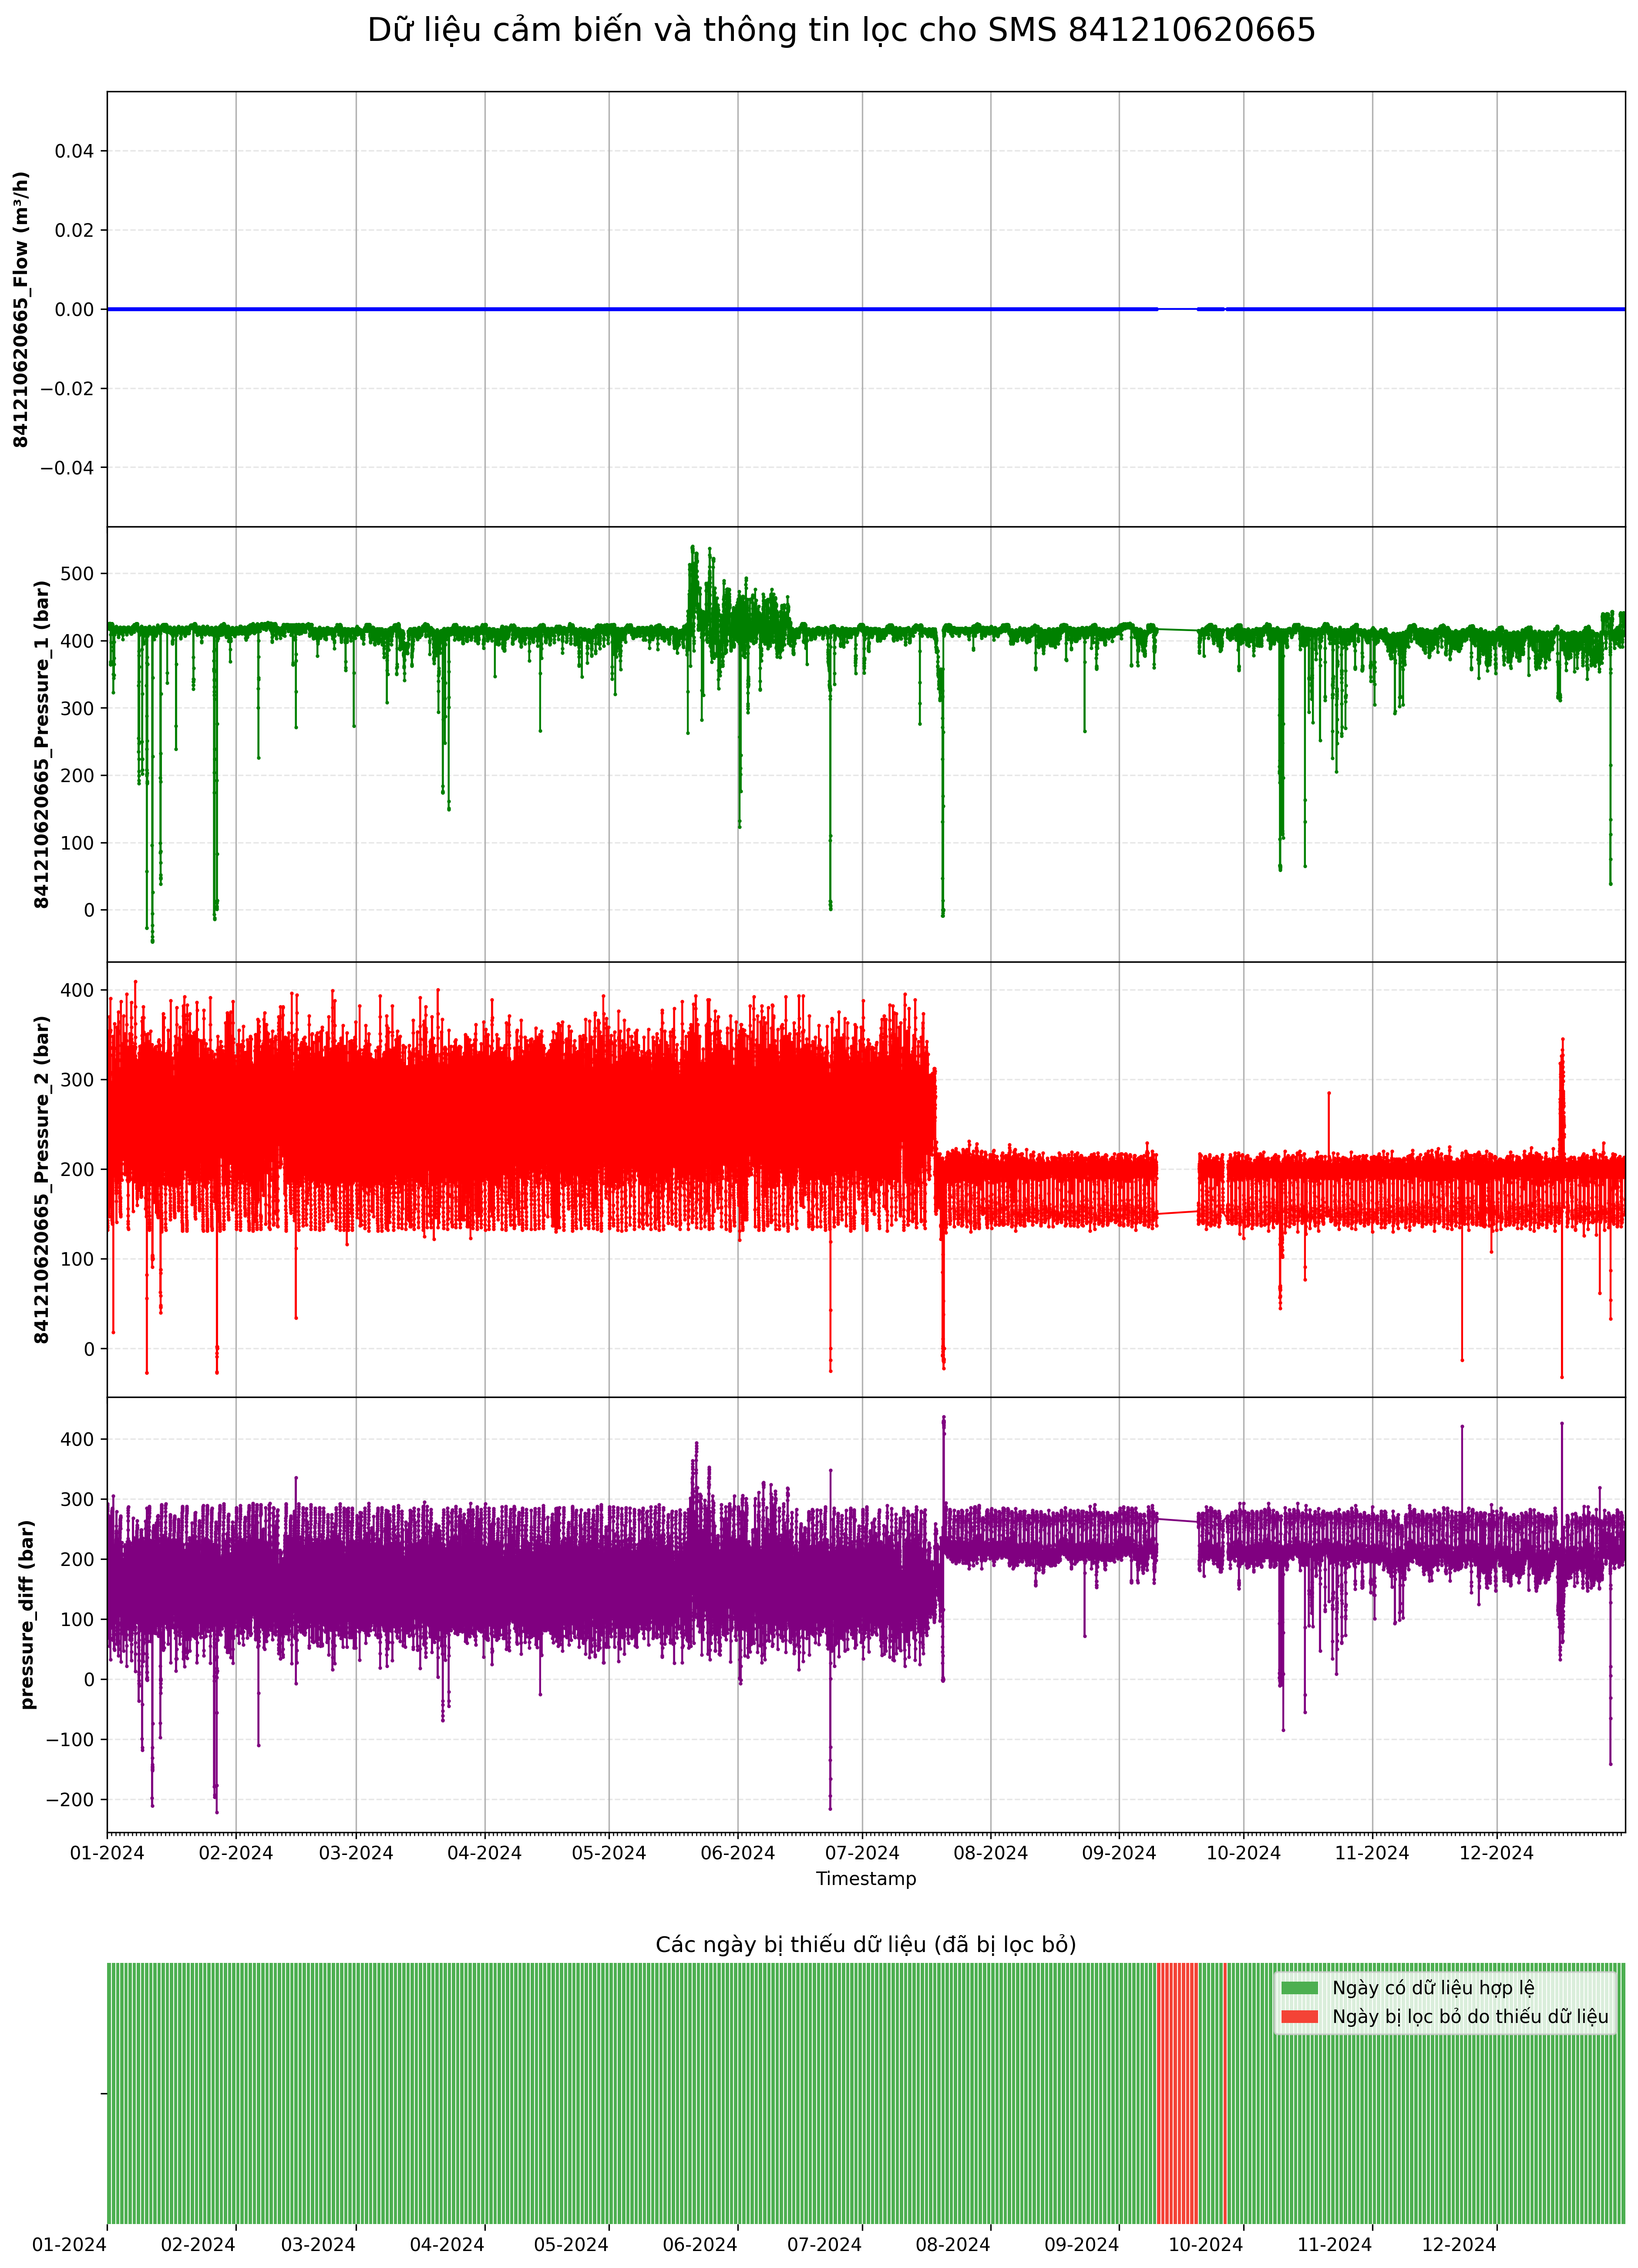 Dữ liệu cảm biến và thông tin lọc cho SMS 841210620665
841210620665_Flow (m³/h)
0.04
0.02
0.00
−0.02
−0.04
841210620665_Pressure_1 (bar)
500
400
300
200
100
0
841210620665_Pressure_2 (bar)
400
300
200
100
0
pressure_diff (bar)
400
300
200
100
0
−100
−200
01-2024 02-2024 03-2024 04-2024 05-2024 06-2024 07-2024 08-2024 09-2024 10-2024 11-2024 12-2024
Timestamp
Các ngày bị thiếu dữ liệu (đã bị lọc bỏ)
Ngày có dữ liệu hợp lệ
Ngày bị lọc bỏ do thiếu dữ liệu
01-2024 02-2024 03-2024 04-2024 05-2024 06-2024 07-2024 08-2024 09-2024 10-2024 11-2024 12-2024